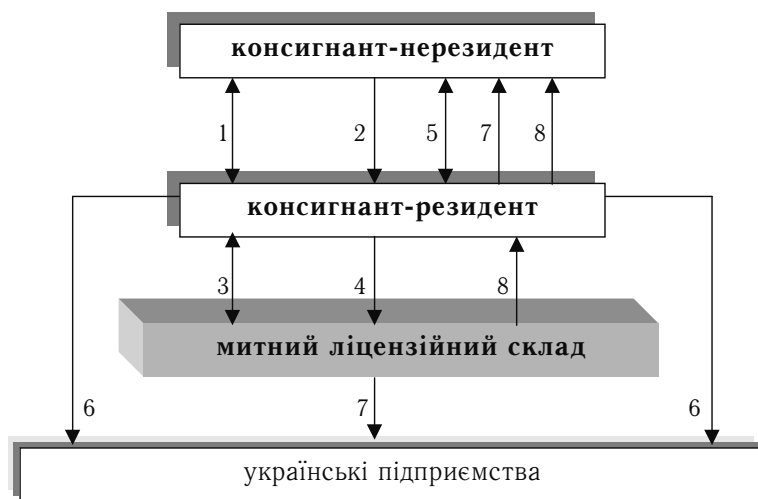 консигнант-нерезидент
1 2 5 7 8
консигнант-резидент
3 4 8
митний ліцензійний склад
6 7 6
українські підприємства